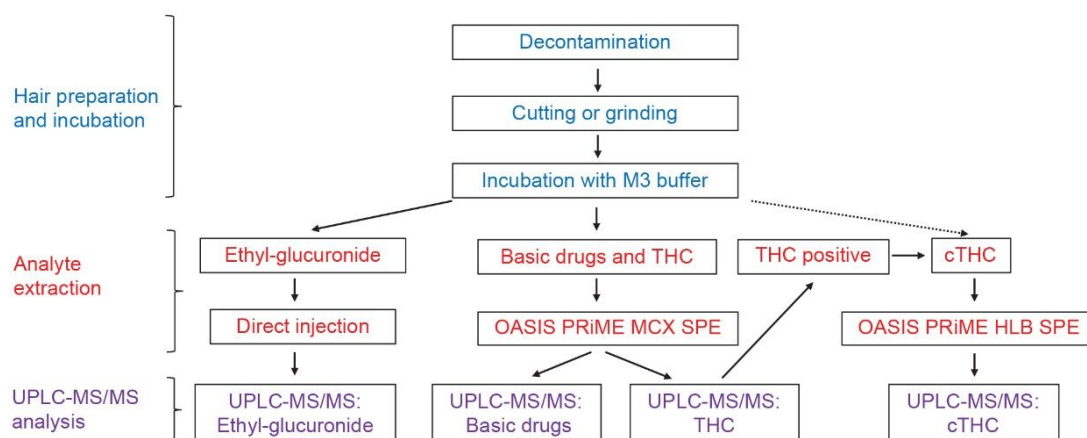 Decontamination
Hair preparation
and incubation
Cutting or grinding
Incubation with M3 buffer
Analyte
extraction
Ethyl-glucuronide
Basic drugs and THC
THC positive
cTHC
Direct injection
OASIS PRiME MCX SPE
OASIS PRiME HLB SPE
UPLC-MS/MS
analysis
UPLC-MS/MS:
Ethyl-glucuronide
UPLC-MS/MS:
Basic drugs
UPLC-MS/MS:
THC
UPLC-MS/MS:
cTHC